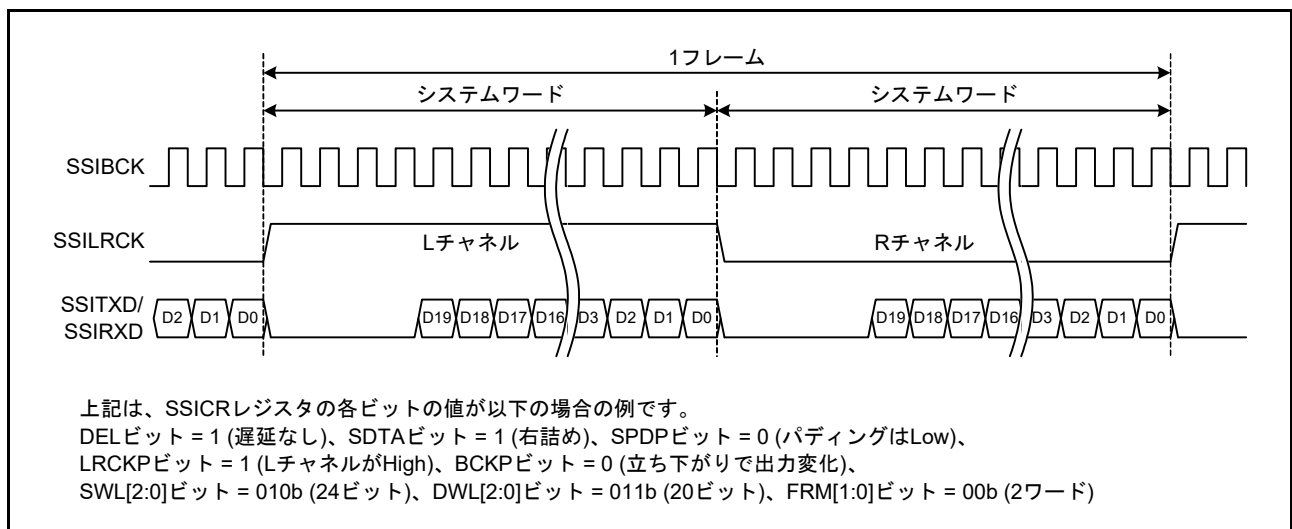 1フレーム
システムワード システムワード
SSIBCK
SSILRCK Lチャネル Rチャネル
SSITXD/
SSIRXD
D2 D1 D0 D19 D18 D17 D16 D3 D2 D1 D0 D19 D18 D17 D16 D3 D2 D1 D0
上記は、SSICRレジスタの各ビットの値が以下の場合の例です。
DELビット = 1 (遅延なし)、SDTAビット = 1 (右詰め)、SPDPビット = 0 (パディングはLow)、
LRCKPビット = 1 (LチャネルがHigh)、BCKPビット = 0 (立ち下がりで出力変化)、
SWL[2:0]ビット = 010b (24ビット)、DWL[2:0]ビット = 011b (20ビット)、FRM[1:0]ビット = 00b (2ワード)